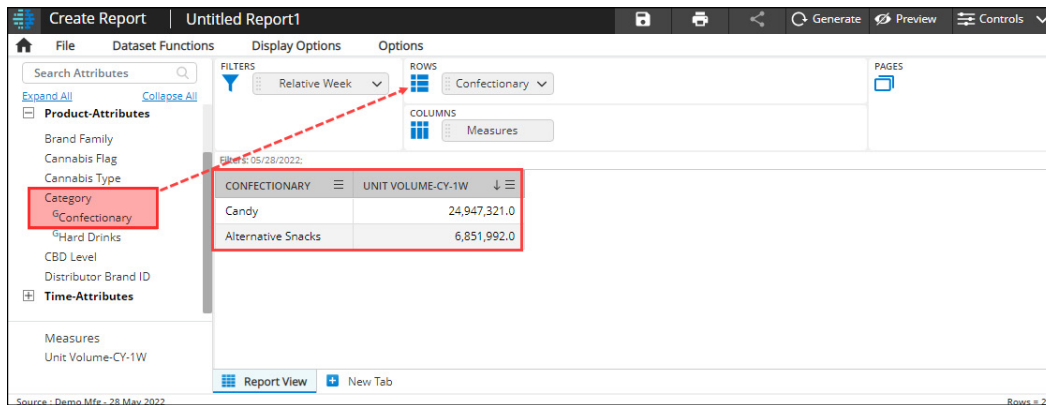 Create Report | Untitled Report1 Generate Preview Controls
File Dataset Functions Display Options Options
Search Attributes
Expand All Collapse All
Product-Attributes
Brand Family
Cannabis Flag
Cannabis Type
Category
GConfectionary
GHard Drinks
CBD Level
Distributor Brand ID
Time-Attributes
Measures
Unit Volume-CY-1W
FILTERS
Relative Week
ROWS
Confectionary
COLUMNS
Measures
PAGES
Filters: 05/28/2022;
CONFECTIONARY UNIT VOLUME-CY-1W
Candy 24,947,321.0
Alternative Snacks 6,851,992.0
Report View New Tab
Source : Demo Mfg - 28 May 2022 Rows = 2